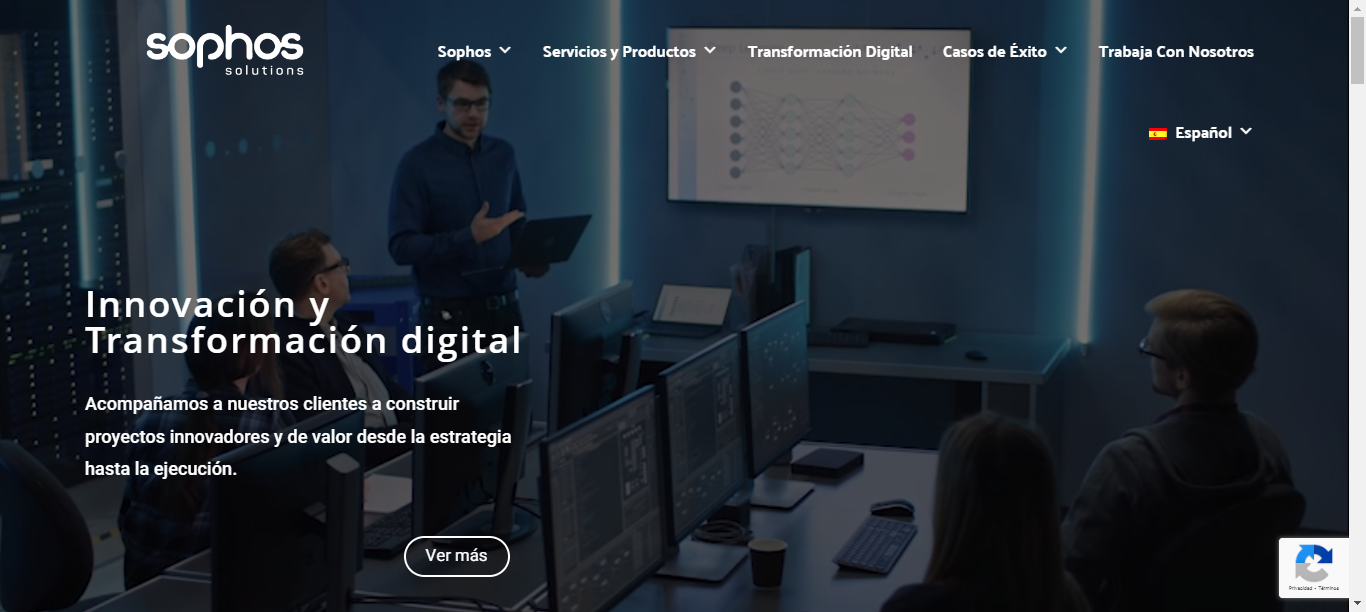 sophos
solutions
Sophos
Servicios y Productos
Transformación Digital
Casos de Éxito
Trabaja Con Nosotros
Español
Innovación y
Transformación digital
Acompañamos a nuestros clientes a construir
proyectos innovadores y de valor desde la estrategia
hasta la ejecución.
Ver más
Privacidad - Términos